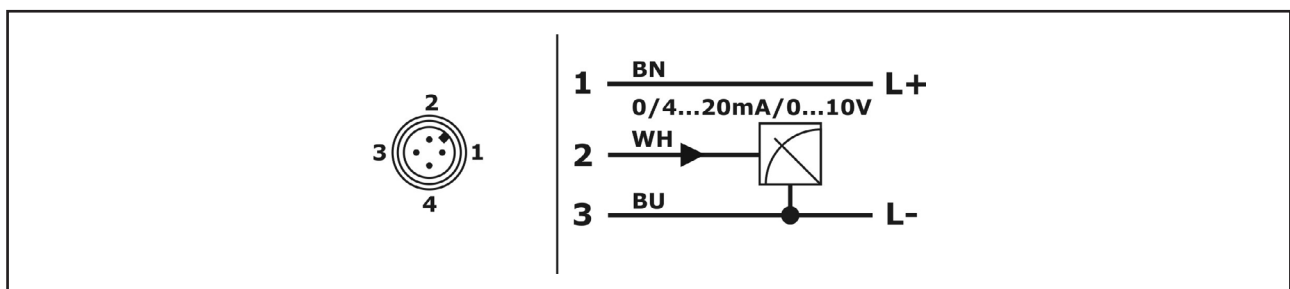 2
3 1
4
1 BN L+
0/4...20mA/0...10V
2 WH
3 BU L-